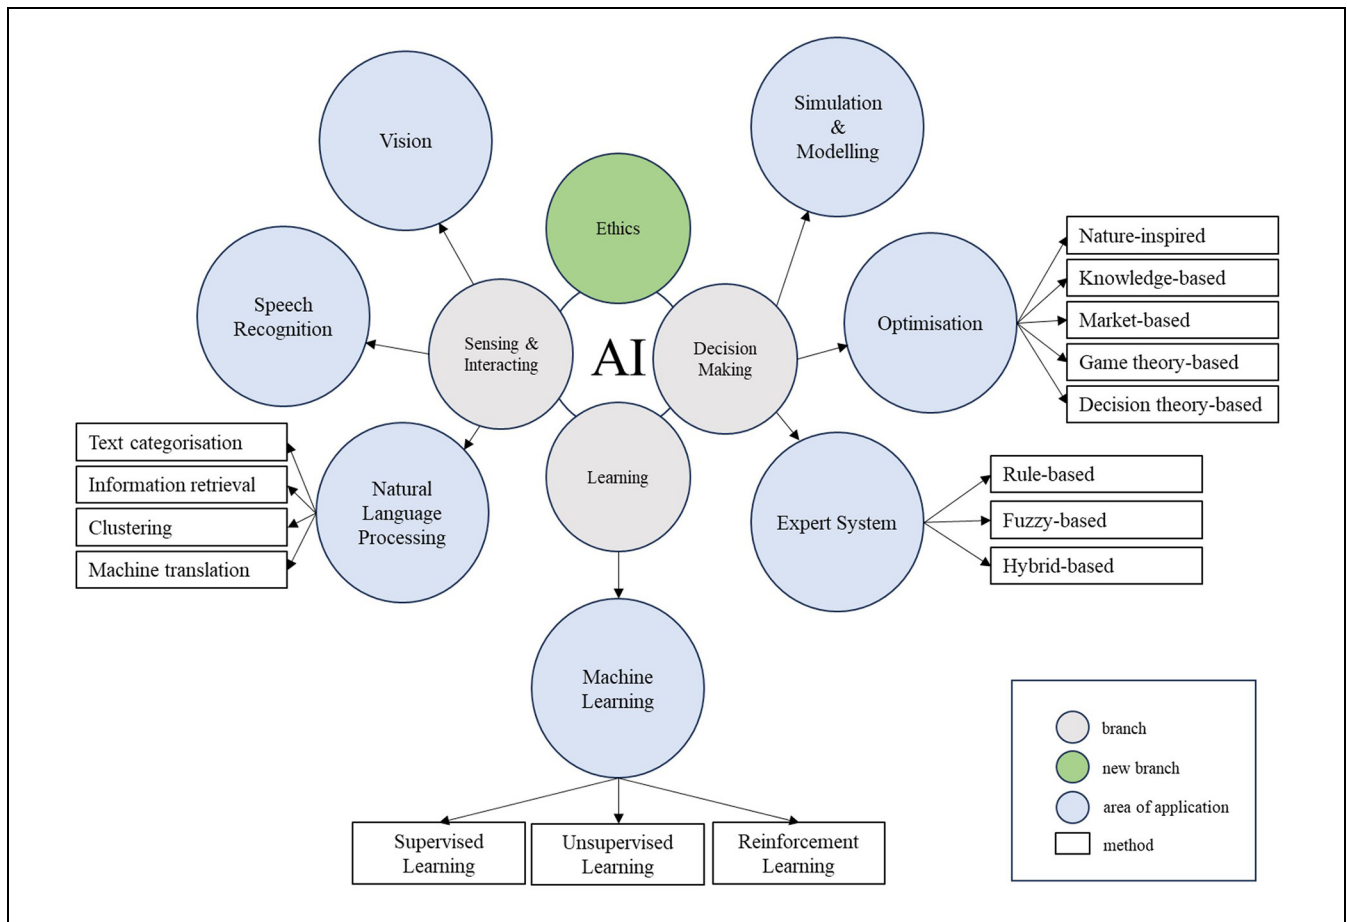 Vision
Simulation
&
Modelling
Ethics
Speech
Recognition
Sensing &
Interacting
AI
Decision
Making
Optimisation
Nature-inspired
Knowledge-based
Market-based
Game theory-based
Decision theory-based
Text categorisation
Information retrieval
Clustering
Machine translation
Natural
Language
Processing
Learning
Expert System
Rule-based
Fuzzy-based
Hybrid-based
Machine
Learning
Supervised
Learning
Unsupervised
Learning
Reinforcement
Learning
branch
new branch
area of application
method